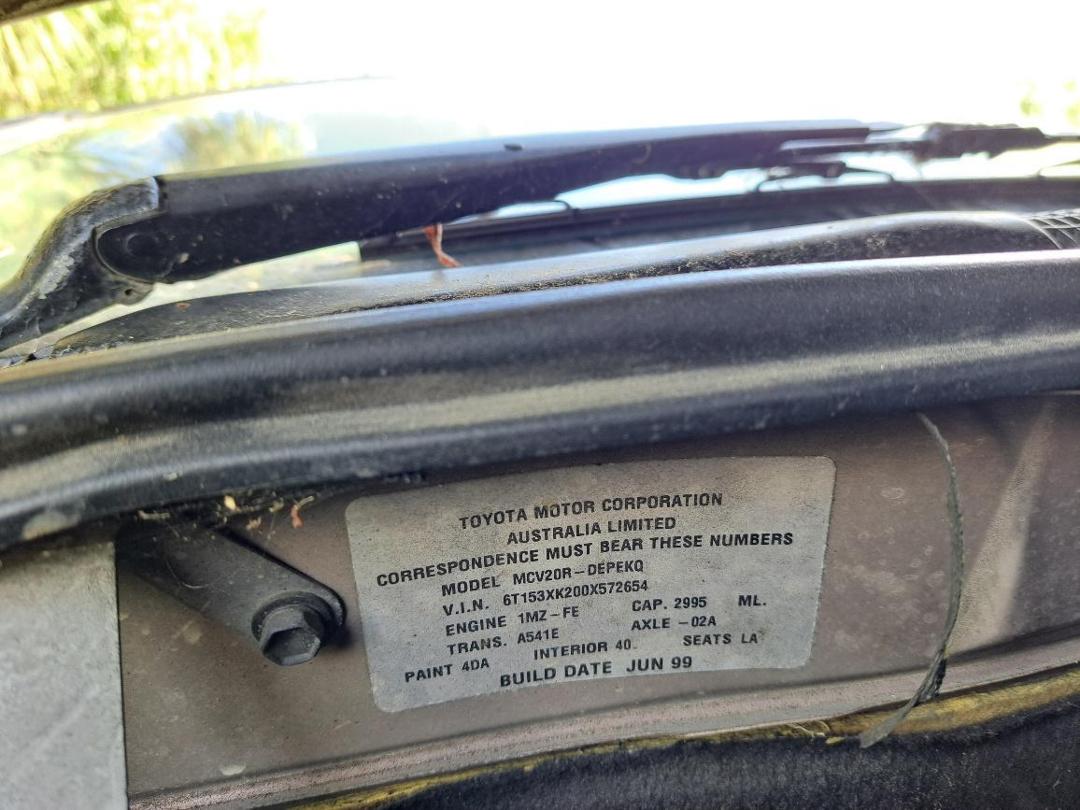 TOYOTA MOTOR CORPORATION
AUSTRALIA LIMITED
CORRESPONDENCE MUST BEAR THESE NUMBERS
MODEL MCV20R-DEPEKQ
V.I.N. 6T153XK200X572654
ENGINE 1MZ-FE CAP. 2995 ML.
TRANS. A541E AXLE -02A
PAINT 4DA INTERIOR 40 SEATS LA
BUILD DATE JUN 99